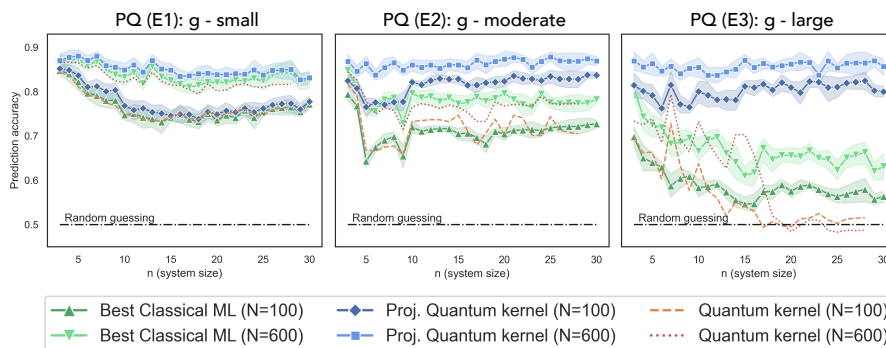 PQ (E1): g - small
PQ (E2): g - moderate
PQ (E3): g - large
Prediction accuracy
0.9
0.8
0.7
0.6
0.5
Random guessing
Random guessing
Random guessing
5 10 15 20 25 30
5 10 15 20 25 30
5 10 15 20 25 30
n (system size)
n (system size)
n (system size)
Best Classical ML (N=100)
Proj. Quantum kernel (N=100)
Quantum kernel (N=100)
Best Classical ML (N=600)
Proj. Quantum kernel (N=600)
Quantum kernel (N=600)